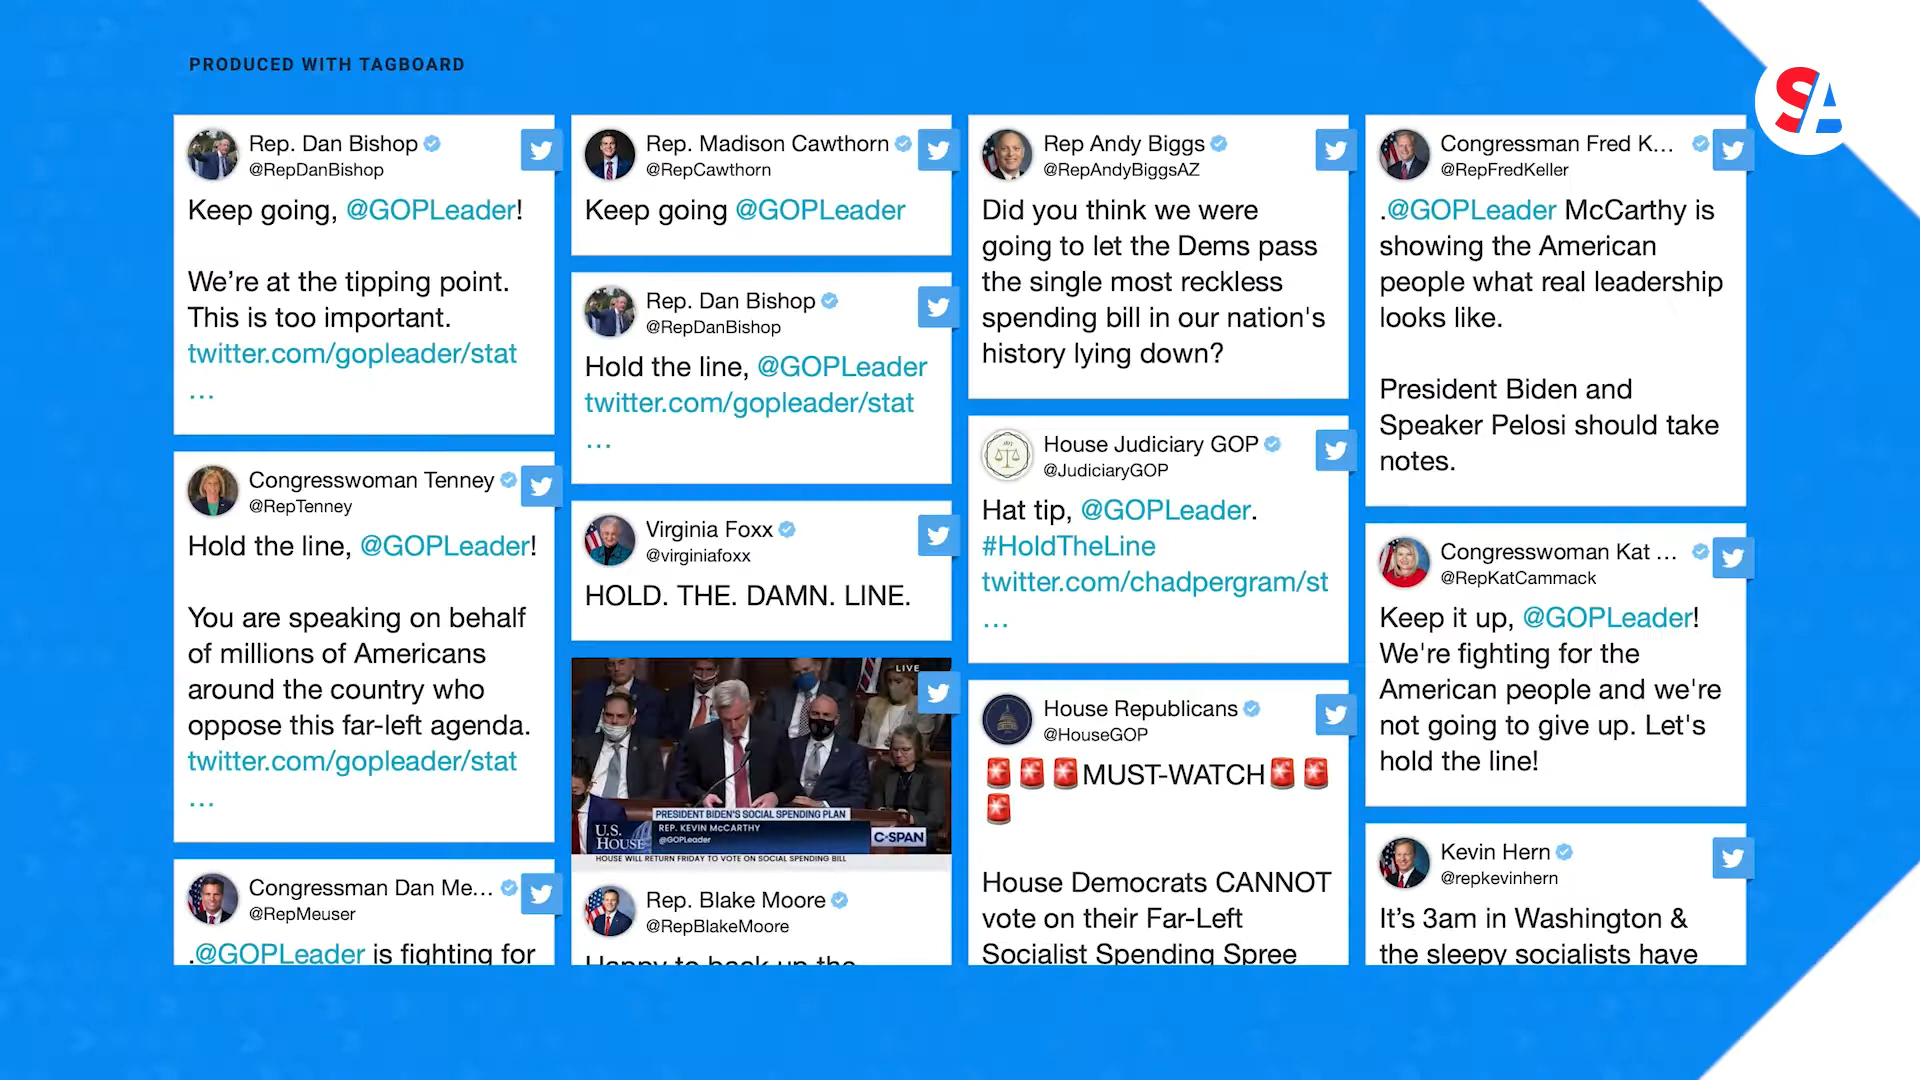 PRODUCED WITH TAGBOARD
SA
Rep. Dan Bishop
@RepDanBishop
Keep going, @GOPLeader!
We’re at the tipping point.
This is too important.
twitter.com/gopleader/stat
…
Congresswoman Tenney
@RepTenney
Hold the line, @GOPLeader!
You are speaking on behalf
of millions of Americans
around the country who
oppose this far-left agenda.
twitter.com/gopleader/stat
…
Congressman Dan Me...
@RepMeuser
.@GOPLeader is fighting for
Rep. Madison Cawthorn
@RepCawthorn
Keep going @GOPLeader
Rep. Dan Bishop
@RepDanBishop
Hold the line, @GOPLeader
twitter.com/gopleader/stat
…
Virginia Foxx
@virginiafoxx
HOLD. THE. DAMN. LINE.
LIVE
PRESIDENT BIDEN'S SOCIAL SPENDING PLAN
U.S. HOUSE
REP. KEVIN McCARTHY
@GOPLeader
C-SPAN
HOUSE WILL RETURN FRIDAY TO VOTE ON SOCIAL SPENDING BILL
Rep. Blake Moore
@RepBlakeMoore
Happy to back up the
Rep Andy Biggs
@RepAndyBiggsAZ
Did you think we were
going to let the Dems pass
the single most reckless
spending bill in our nation's
history lying down?
House Judiciary GOP
@JudiciaryGOP
Hat tip, @GOPLeader.
#HoldTheLine
twitter.com/chadpergram/st
…
House Republicans
@HouseGOP
🚨🚨🚨MUST-WATCH🚨🚨
🚨
House Democrats CANNOT
vote on their Far-Left
Socialist Spending Spree
Congressman Fred K...
@RepFredKeller
.@GOPLeader McCarthy is
showing the American
people what real leadership
looks like.
President Biden and
Speaker Pelosi should take
notes.
Congresswoman Kat ...
@RepKatCammack
Keep it up, @GOPLeader!
We're fighting for the
American people and we're
not going to give up. Let's
hold the line!
Kevin Hern
@repkevinhern
It’s 3am in Washington &
the sleepy socialists have